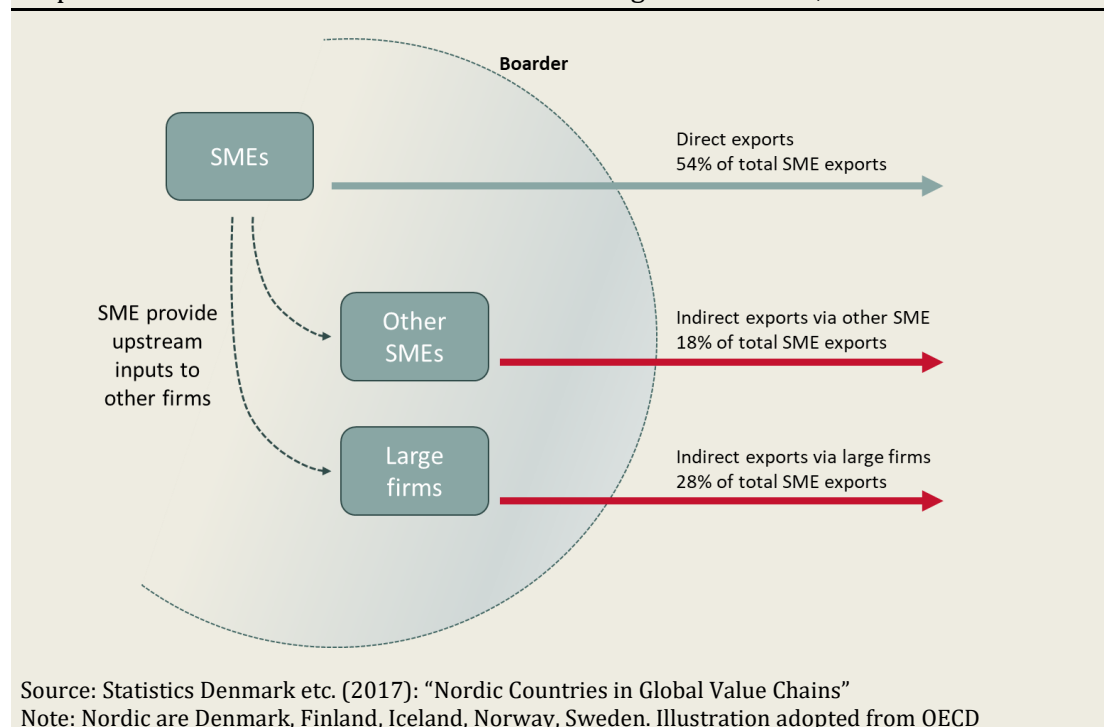 Boarder
SMEs
Direct exports
54% of total SME exports
SME provide
upstream
inputs to
other firms
Other
SMEs
Indirect exports via other SME
18% of total SME exports
Large
firms
Indirect exports via large firms
28% of total SME exports
Source: Statistics Denmark etc. (2017): “Nordic Countries in Global Value Chains”
Note: Nordic are Denmark, Finland, Iceland, Norway, Sweden. Illustration adopted from OECD